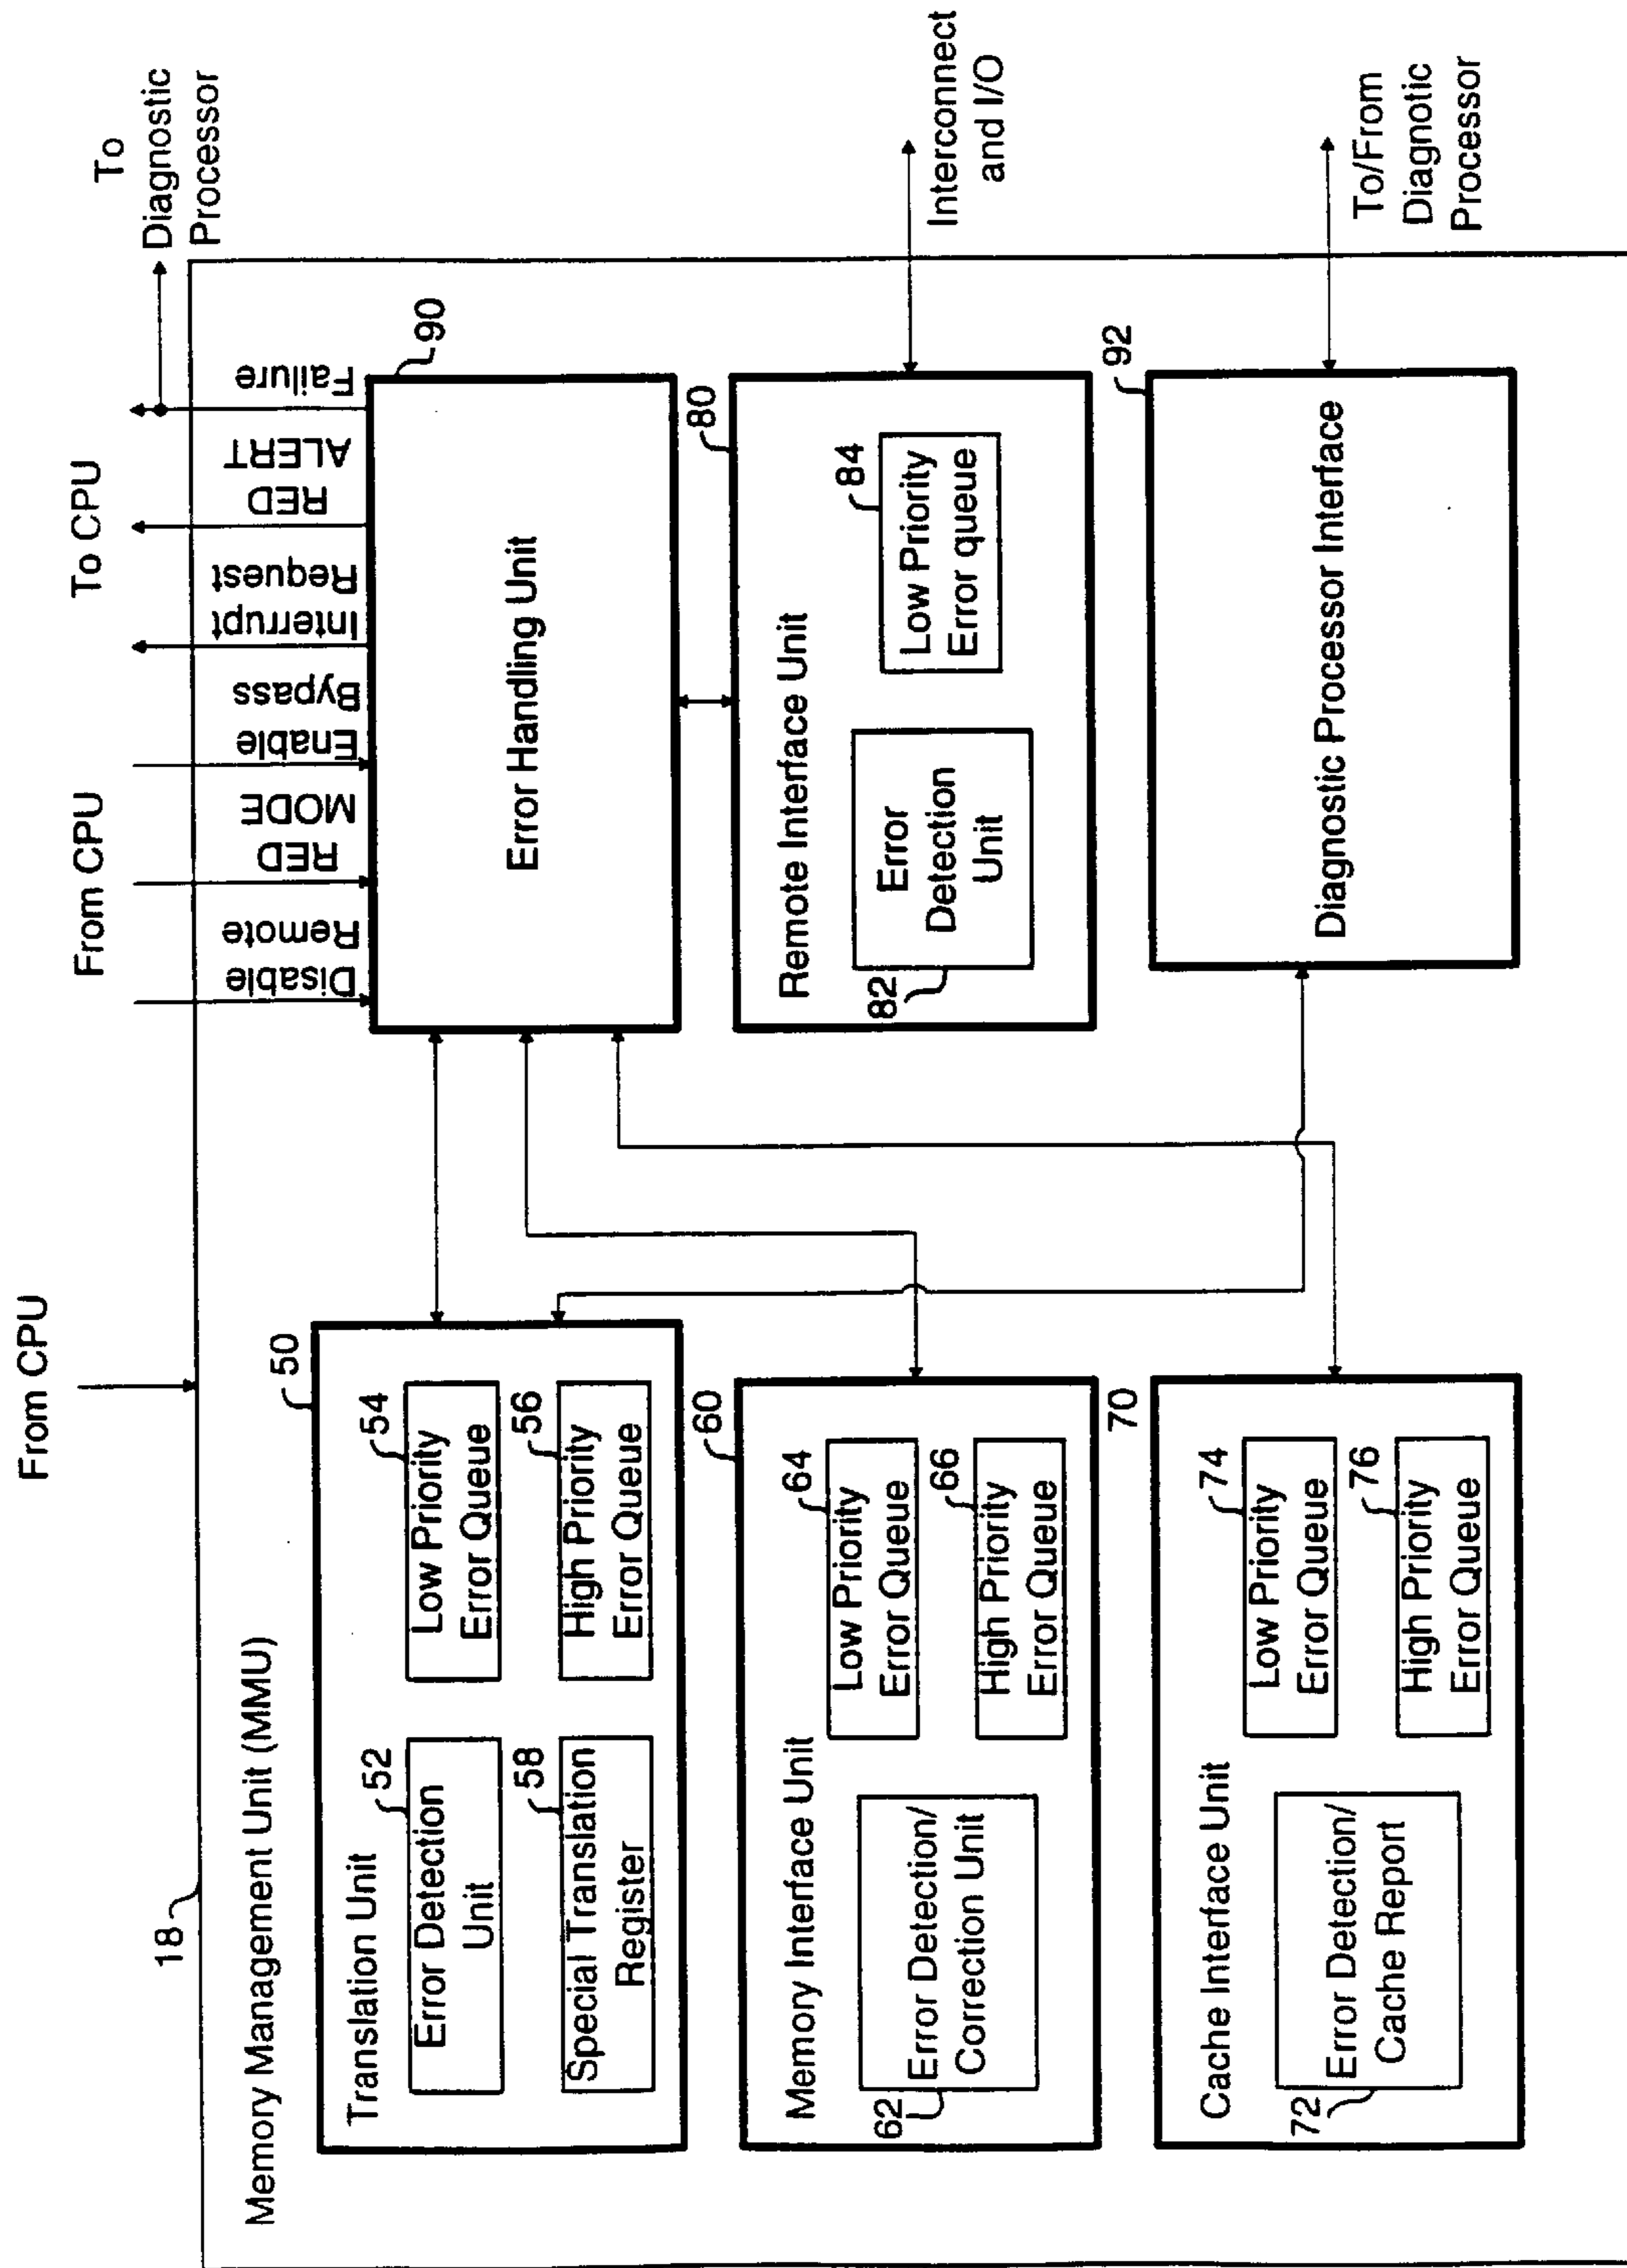 From CPU
18
Memory Management Unit (MMU)
From CPU
To CPU
To
Diagnostic
Processor
Disable
Remote
RED
MODE
Enable
Bypass
Interrupt
Request
RED
ALERT
Failure
50
Translation Unit
52
Error Detection
Unit
54
Low Priority
Error Queue
58
Special Translation
Register
56
High Priority
Error Queue
90
Error Handling Unit
60
Memory Interface Unit
62
Error Detection/
Correction Unit
64
Low Priority
Error Queue
66
High Priority
Error Queue
80
Remote Interface Unit
82
Error
Detection
Unit
84
Low Priority
Error queue
Interconnect
and I/O
70
Cache Interface Unit
72
Error Detection/
Cache Report
74
Low Priority
Error Queue
76
High Priority
Error Queue
92
Diagnostic Processor Interface
To/From
Diagnotic
Processor